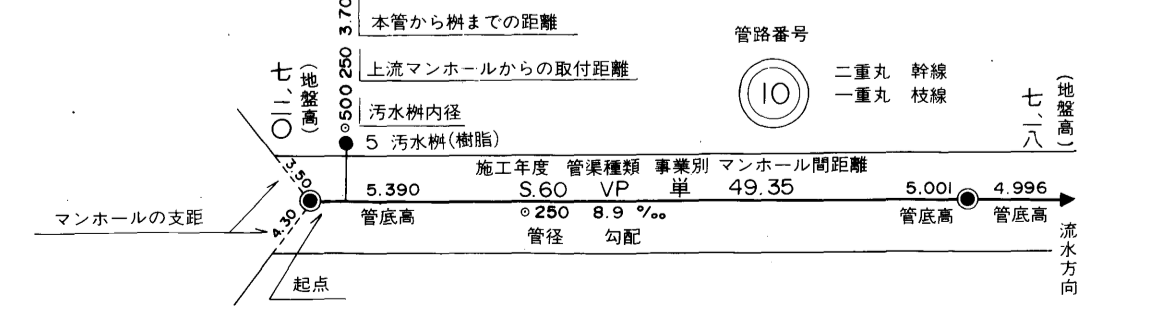 3.70
本管から桝までの距離
250
上流マンホールからの取付距離
⊙500
汚水桝内径
5 汚水桝(樹脂)
七、二〇
(地盤高)
管路番号
10
二重丸 幹線
一重丸 枝線
七、一八
(地盤高)
施工年度 管渠種類 事業別 マンホール間距離
3.50
5.390
S.60 VP 単 49.35
5.001
4.996
管底高
⊙250 8.9 ‰
管底高
管底高
管径 勾配
マンホールの支距
4.30
起点
流水方向